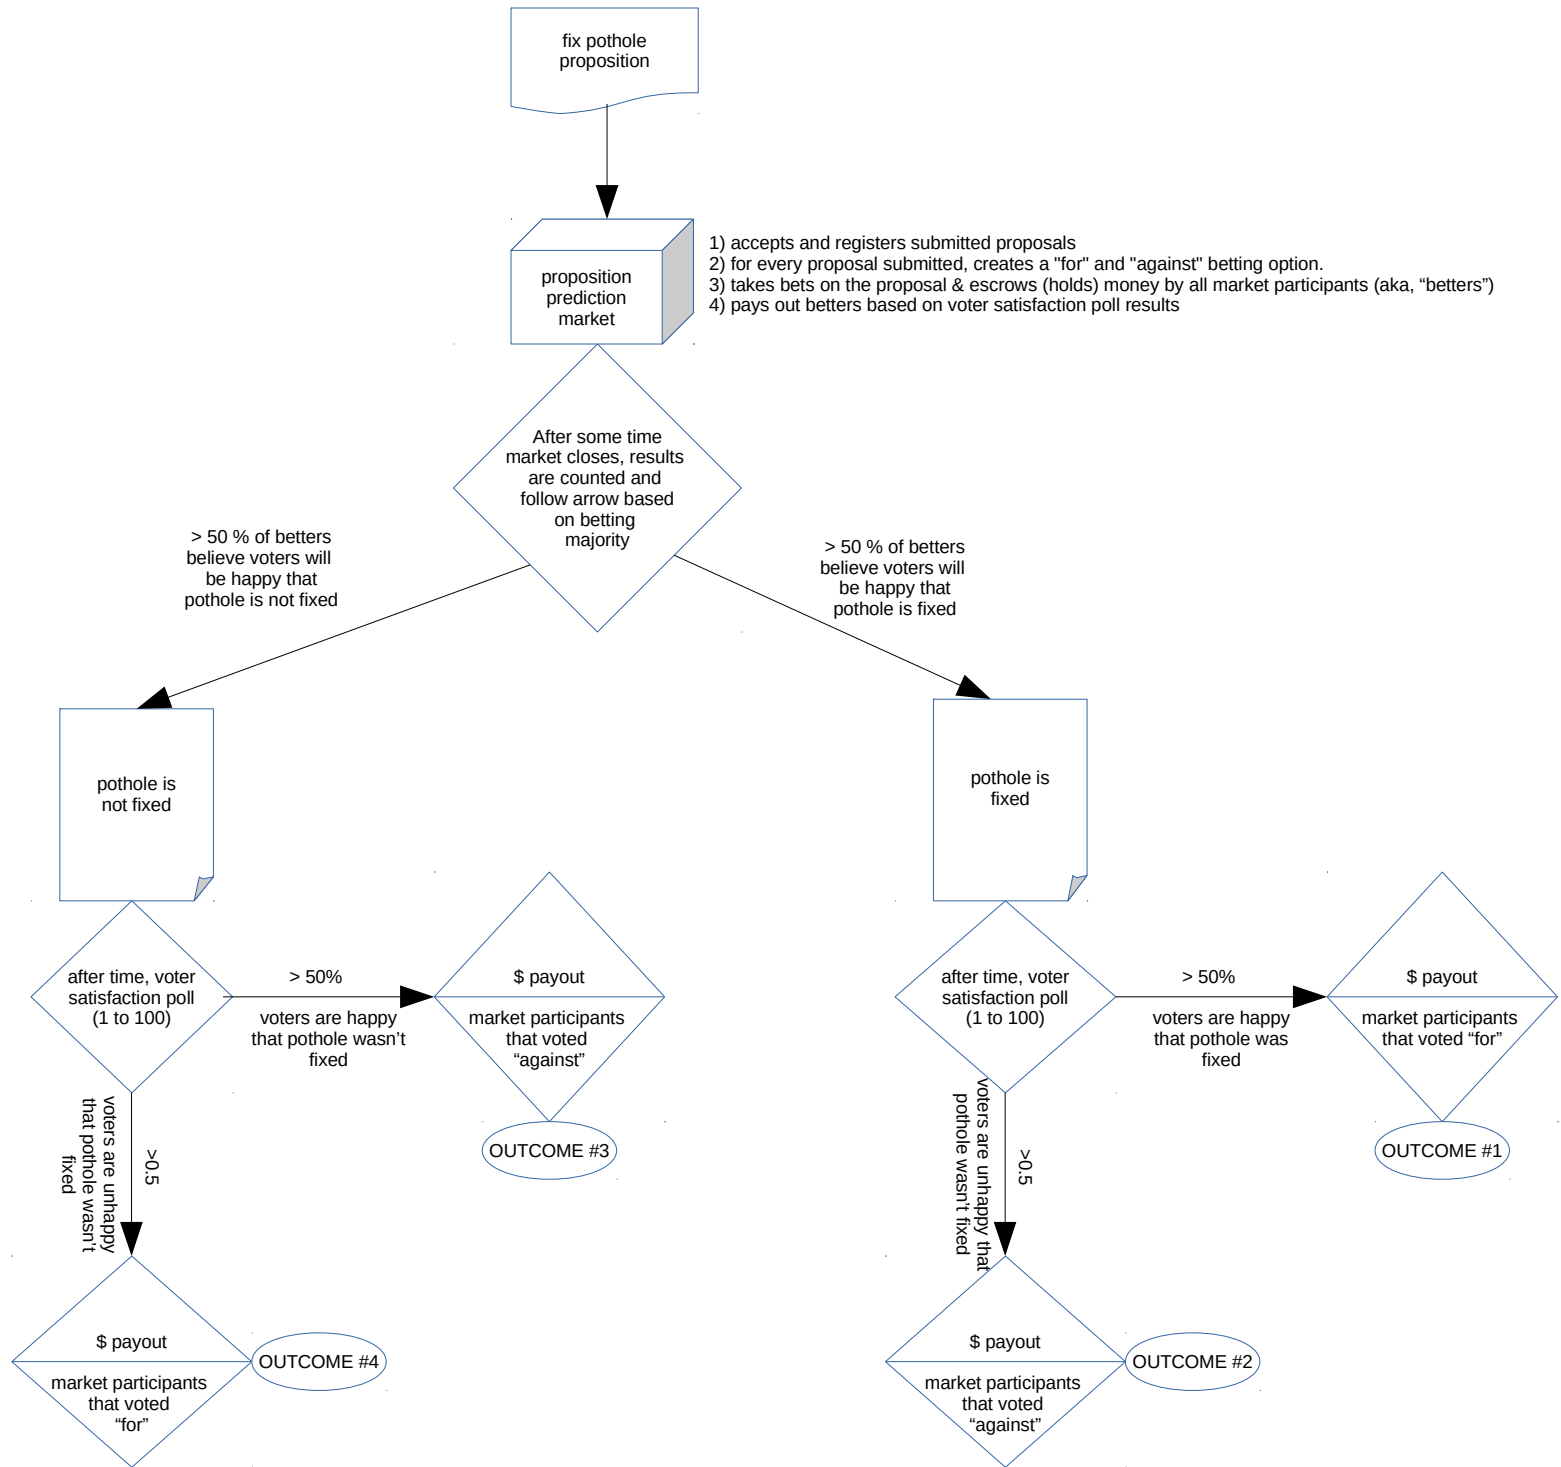 fix pothole
proposition
proposition
prediction
market
1) accepts and registers submitted proposals
2) for every proposal submitted, creates a "for" and "against" betting option.
3) takes bets on the proposal & escrows (holds) money by all market participants (aka, “betters”)
4) pays out betters based on voter satisfaction poll results
After some time
market closes, results
are counted and
follow arrow based
on betting
majority
> 50 % of betters
believe voters will
be happy that
pothole is not fixed
> 50 % of betters
believe voters will
be happy that
pothole is fixed
pothole is
not fixed
pothole is
fixed
after time, voter
satisfaction poll
(1 to 100)
> 50%
voters are happy
that pothole wasn’t
fixed
$ payout
market participants
that voted
“against”
OUTCOME #3
after time, voter
satisfaction poll
(1 to 100)
> 50%
voters are happy
that pothole was
fixed
$ payout
market participants
that voted “for”
OUTCOME #1
voters are unhappy
that pothole wasn’t
fixed
>0.5
$ payout
market participants
that voted
“for”
OUTCOME #4
voters are unhappy that
pothole wasn’t fixed
>0.5
$ payout
market participants
that voted
“against”
OUTCOME #2